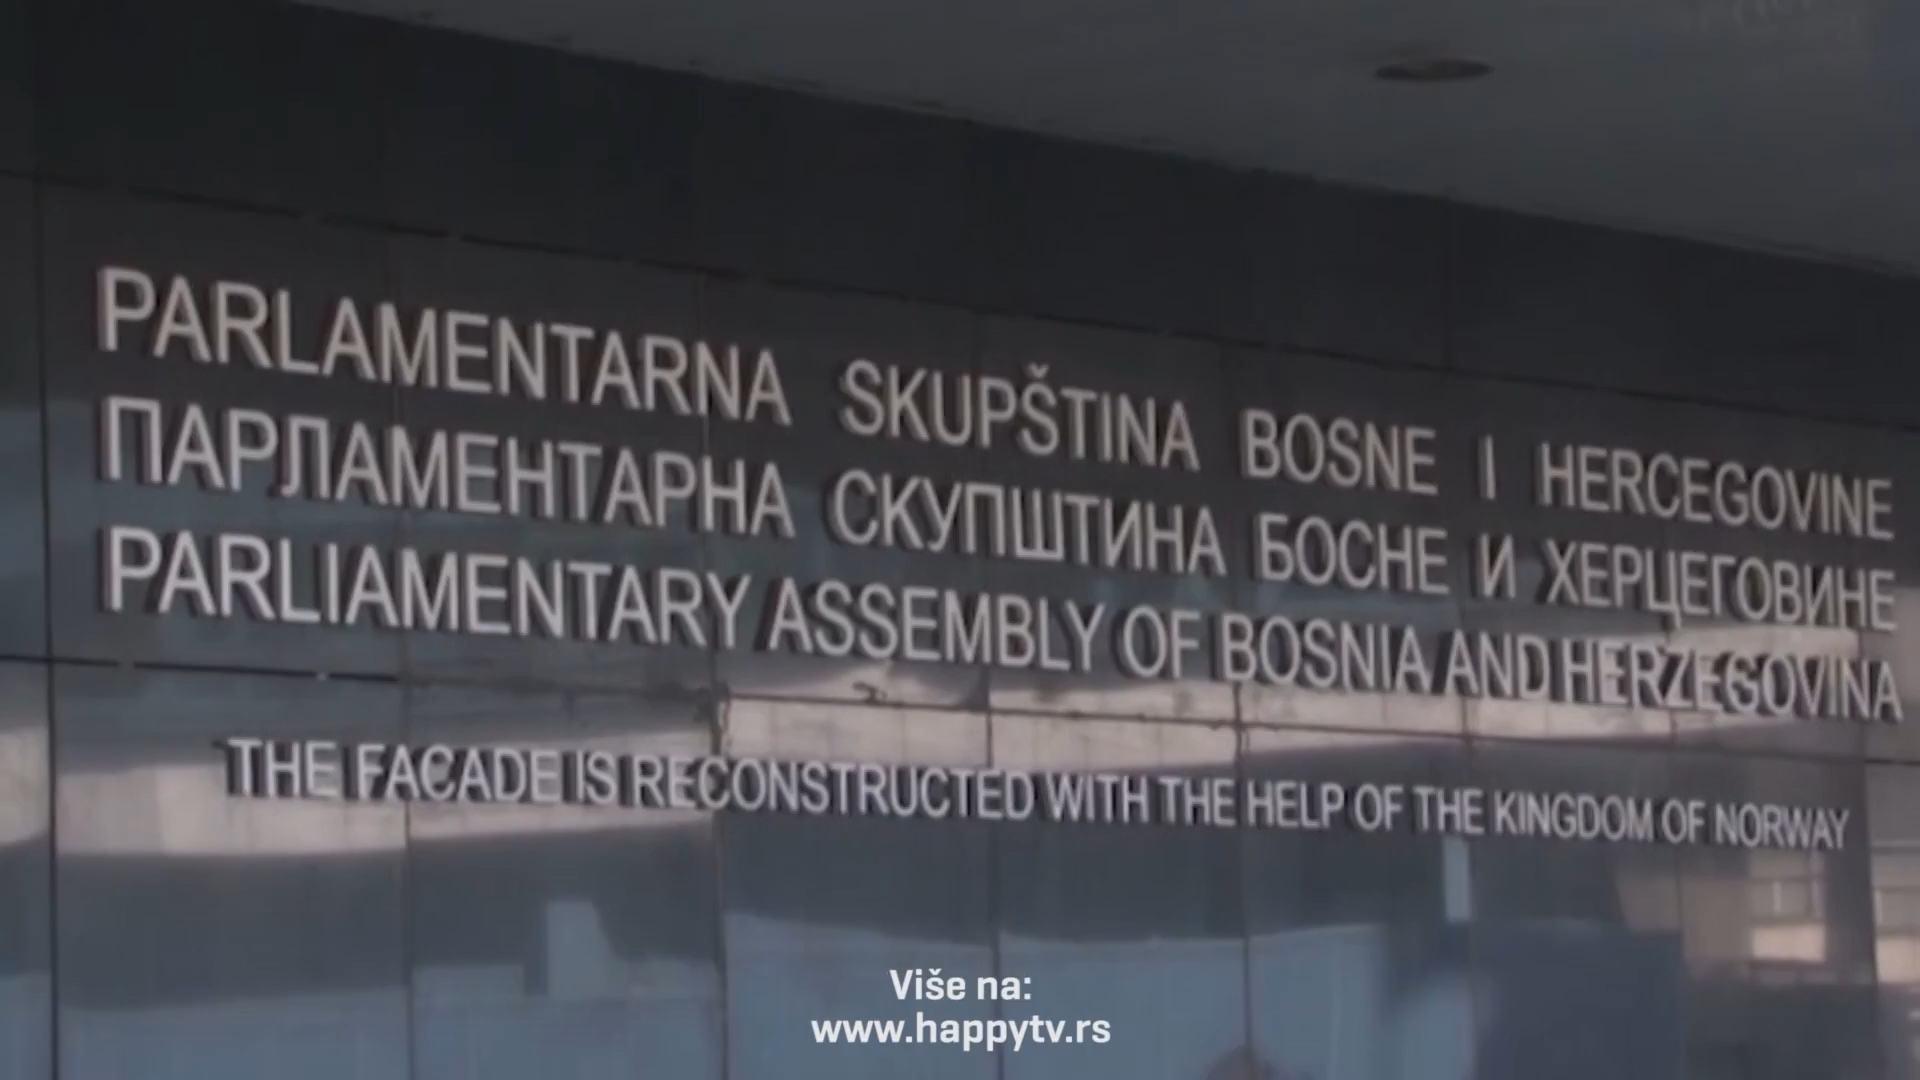 PARLAMENTARNA SKUPŠTINA BOSNE I HERCEGOVINE
ПАРЛАМЕНТАРНА СКУПШТИНА БОСНЕ И ХЕРЦЕГОВИНЕ
PARLIAMENTARY ASSEMBLY OF BOSNIA AND HERZEGOVINA
THE FACADE IS RECONSTRUCTED WITH THE HELP OF THE KINGDOM OF NORWAY
Više na:
www.happytv.rs